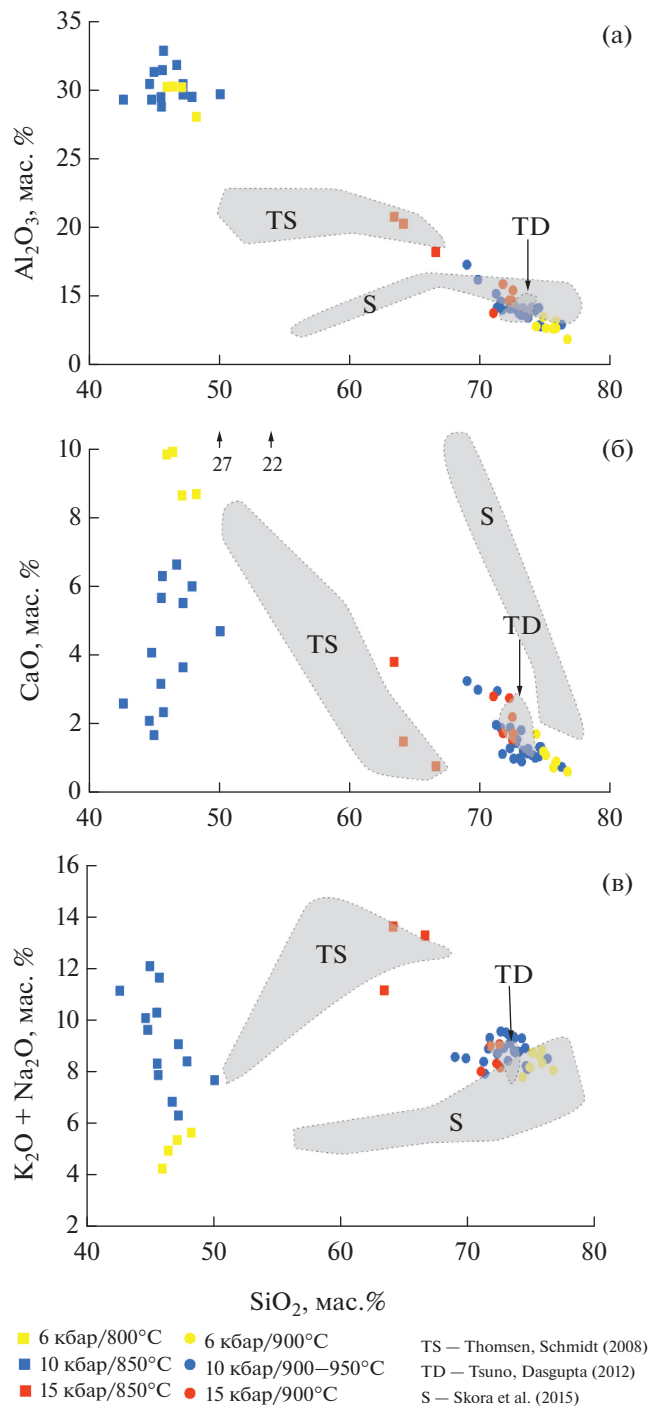 35
(а)
30
25
TS
20
TD
15
10
S
5
0
Al2O3, мас. %
40
50
60
70
80
10
(б)
27
22
8
S
6
TD
TS
4
2
0
CaO, мас. %
40
50
60
70
80
16
(в)
14
TS
12
TD
10
8
S
6
4
2
K2O + Na2O, мас. %
40
50
60
70
80
SiO2, мас.%
6 кбар/800°C
6 кбар/900°C
TS – Thomsen, Schmidt (2008)
10 кбар/850°C
10 кбар/900–950°C
TD – Tsuno, Dasgupta (2012)
15 кбар/850°C
15 кбар/900°C
S – Skora et al. (2015)